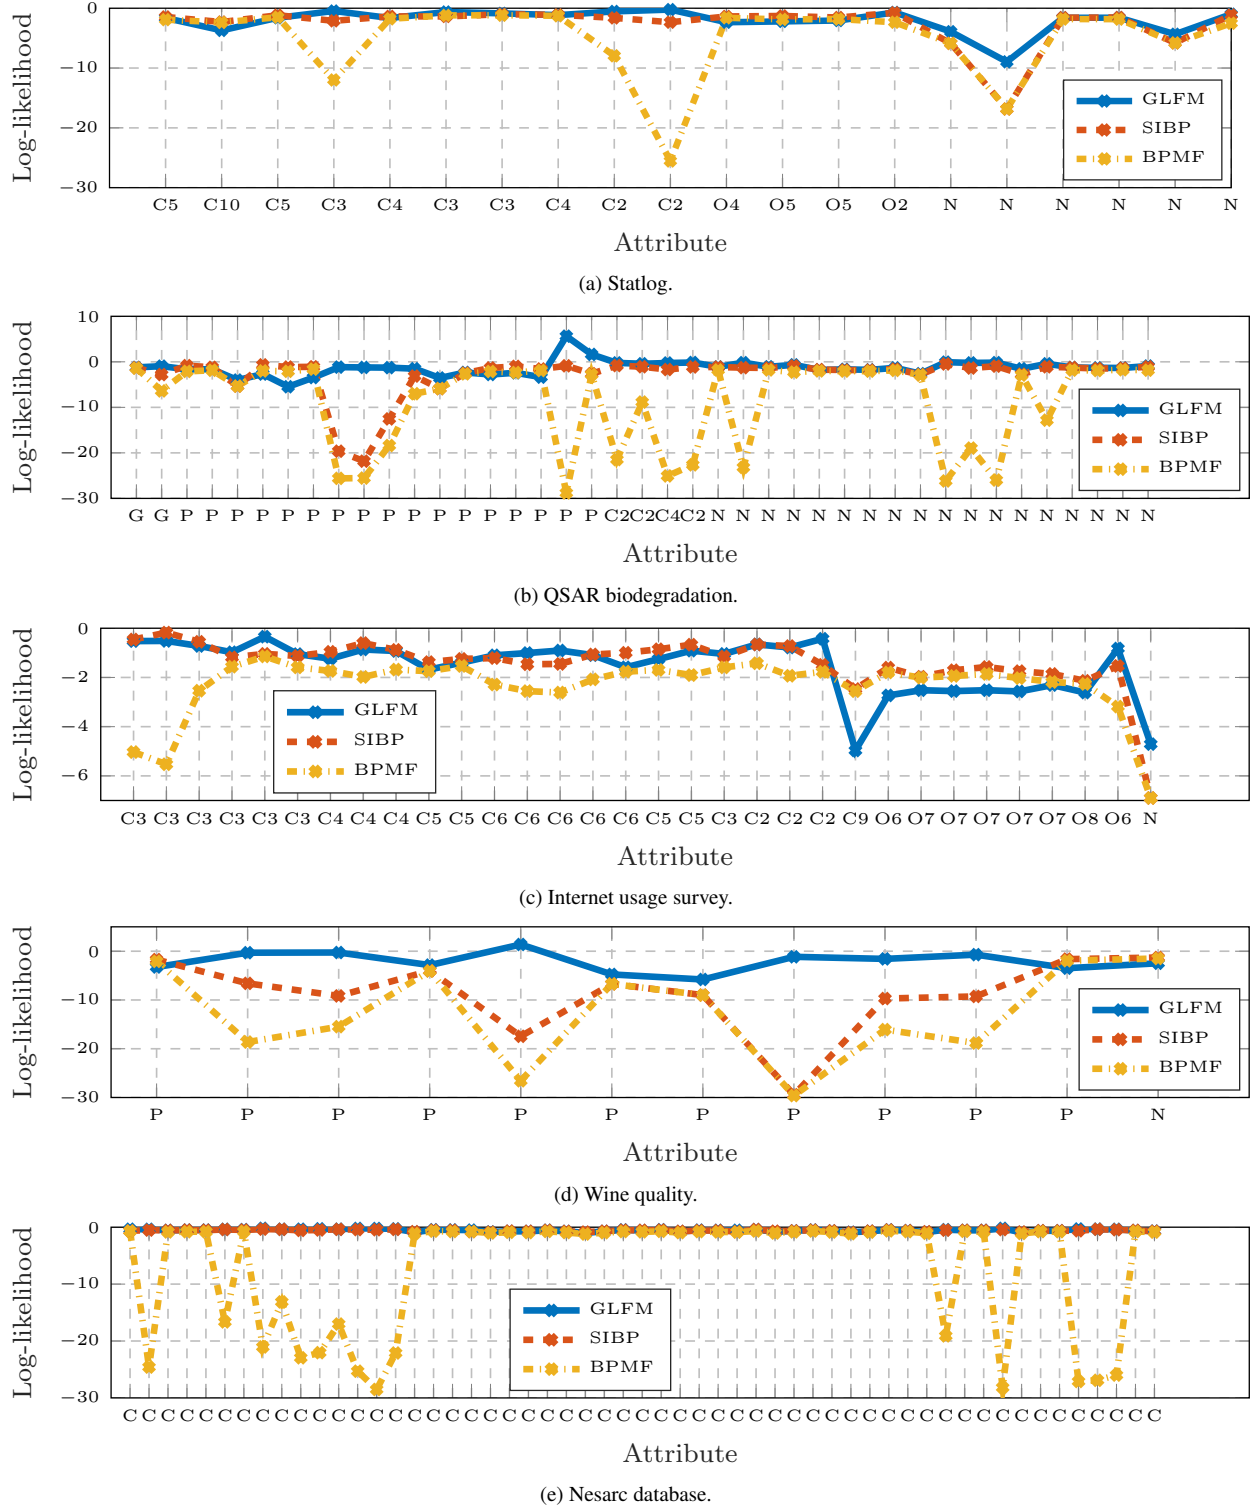 Log-likelihood
0
−10
−20
−30
GLFM
SIBP
BPMF
C5 C10 C5 C3 C4 C3 C3 C4 C2 C2 O4 O5 O5 O2 N N N N N N
Attribute
(a) Statlog.
Log-likelihood
10
0
−10
−20
−30
GLFM
SIBP
BPMF
G G P P P P P P P P P P P P P P P P P C2 C2 C4 C2 N N N N N N N N N N N N N N N N N N
Attribute
(b) QSAR biodegradation.
Log-likelihood
0
−2
−4
−6
GLFM
SIBP
BPMF
C3 C3 C3 C3 C3 C3 C4 C4 C4 C5 C5 C6 C6 C6 C6 C6 C5 C5 C3 C2 C2 C2 C9 O6 O7 O7 O7 O7 O7 O8 O6 N
Attribute
(c) Internet usage survey.
Log-likelihood
0
−10
−20
−30
GLFM
SIBP
BPMF
P P P P P P P P P P P N
Attribute
(d) Wine quality.
Log-likelihood
0
−10
−20
−30
GLFM
SIBP
BPMF
C C C C C C C C C C C C C C C C C C C C C C C C C C C C C C C C C C C C C C C C C C C C C C C C C C C C C C C
Attribute
(e) Nesarc database.